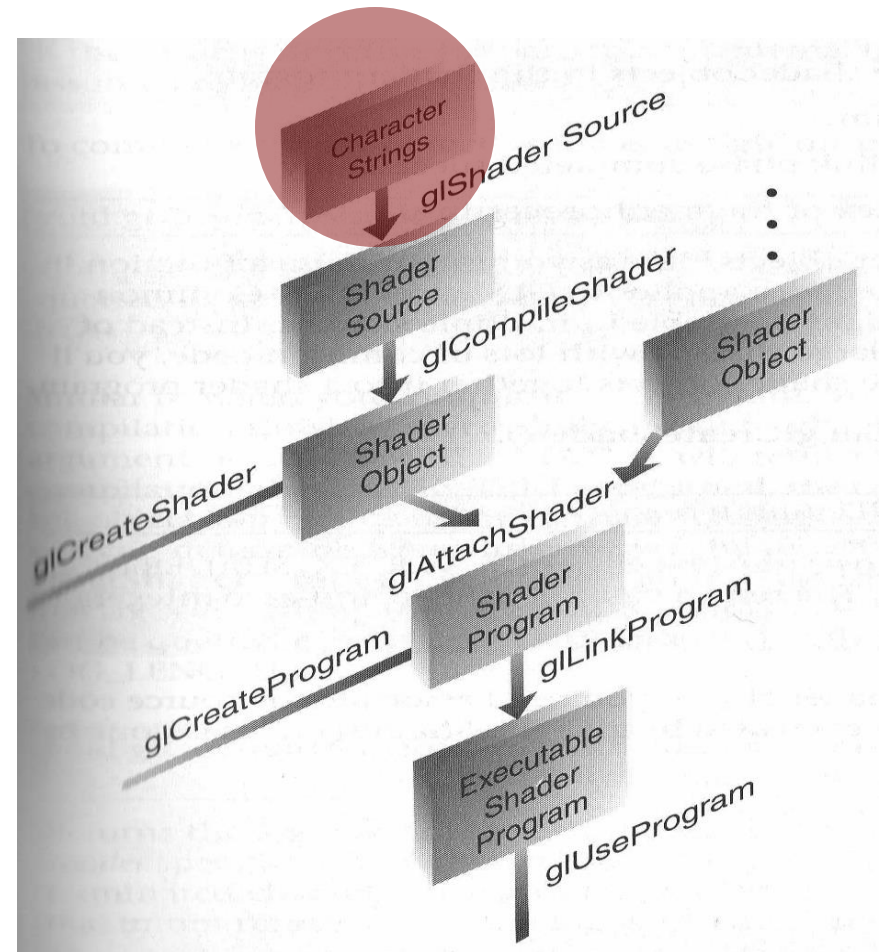 Character
Strings
glShader Source
Shader
Source
glCompileShader
Shader
Object
Shader
Object
glCreateShader
glAttachShader
Shader
Program
glLinkProgram
glCreateProgram
Executable
Shader
Program
glUseProgram